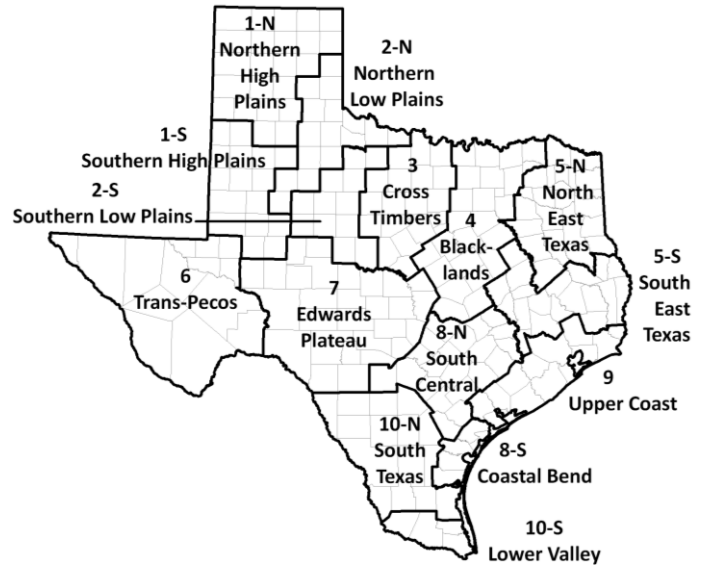 1-N
Northern
High
Plains
2-N
Northern
Low Plains
1-S
Southern High Plains
2-S
Southern Low Plains
3
Cross
Timbers
4
Black-
lands
5-N
North
East
Texas
5-S
South
East
Texas
6
Trans-Pecos
7
Edwards
Plateau
8-N
South
Central
9
Upper Coast
10-N
South
Texas
8-S
Coastal Bend
10-S
Lower Valley